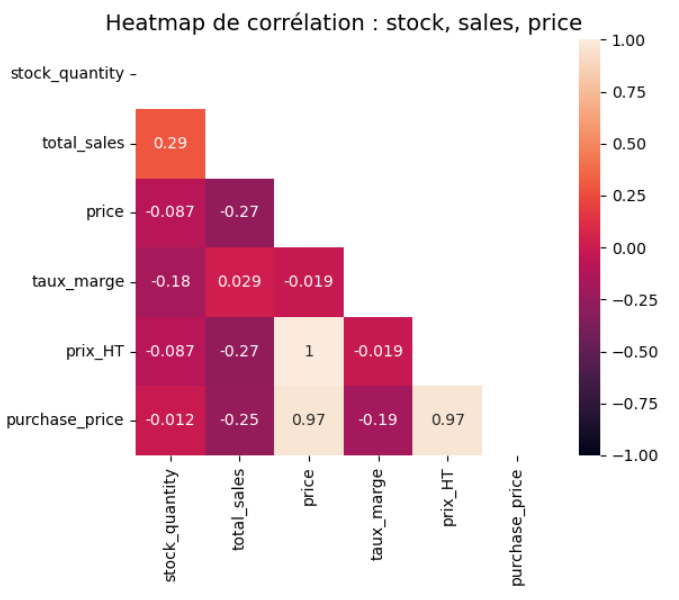 Heatmap de corrélation : stock, sales, price
stock_quantity
total_sales 0.29
price -0.087 -0.27
taux_marge -0.18 0.029 -0.019
prix_HT -0.087 -0.27 1 -0.019
purchase_price -0.012 -0.25 0.97 -0.19 0.97
stock_quantity
total_sales
price
taux_marge
prix_HT
purchase_price
1.00
0.75
0.50
0.25
0.00
−0.25
−0.50
−0.75
−1.00